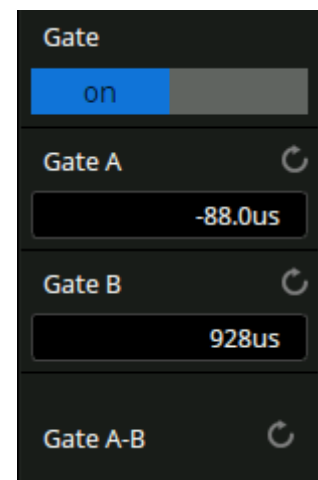 Gate
on
Gate A
-88.0us
Gate B
928us
Gate A-B